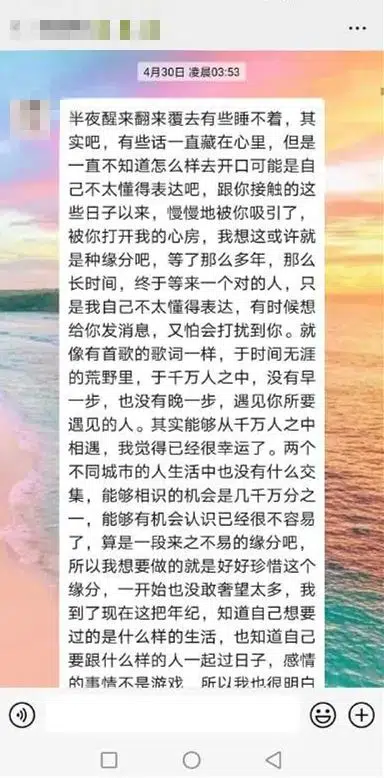 4月30日 凌晨03:53
半夜醒来翻来覆去有些睡不着，其
实吧，有些话一直藏在心里，但是
一直不知道怎么样去开口可能是自
己不太懂得表达吧，跟你接触的这
些日子以来，慢慢地被你吸引了，
被你打开我的心房，我想这或许就
是种缘分吧，等了那么多年，那么
长时间，终于等来一个对的人，只
是我自己不太懂得表达，有时候想
给你发消息，又怕会打扰到你。就
像有首歌的歌词一样，于时间无涯
的荒野里，于千万人之中，没有早
一步，也没有晚一步，遇见你所要
遇见的人。其实能够从千万人之中
相遇，我觉得已经很幸运了。两个
不同城市的人生活中也没有什么交
集，能够相识的机会是几千万分之
一，能够有机会认识已经很不容易
了，算是一段来之不易的缘分吧，
所以我想要做的就是好好珍惜这个
缘分，一开始也没敢奢望太多，我
到了现在这把年纪，知道自己想要
过的是什么样的生活，也知道自己
要跟什么样的人一起过日子，感情
的事情不是游戏，所以我也很明白